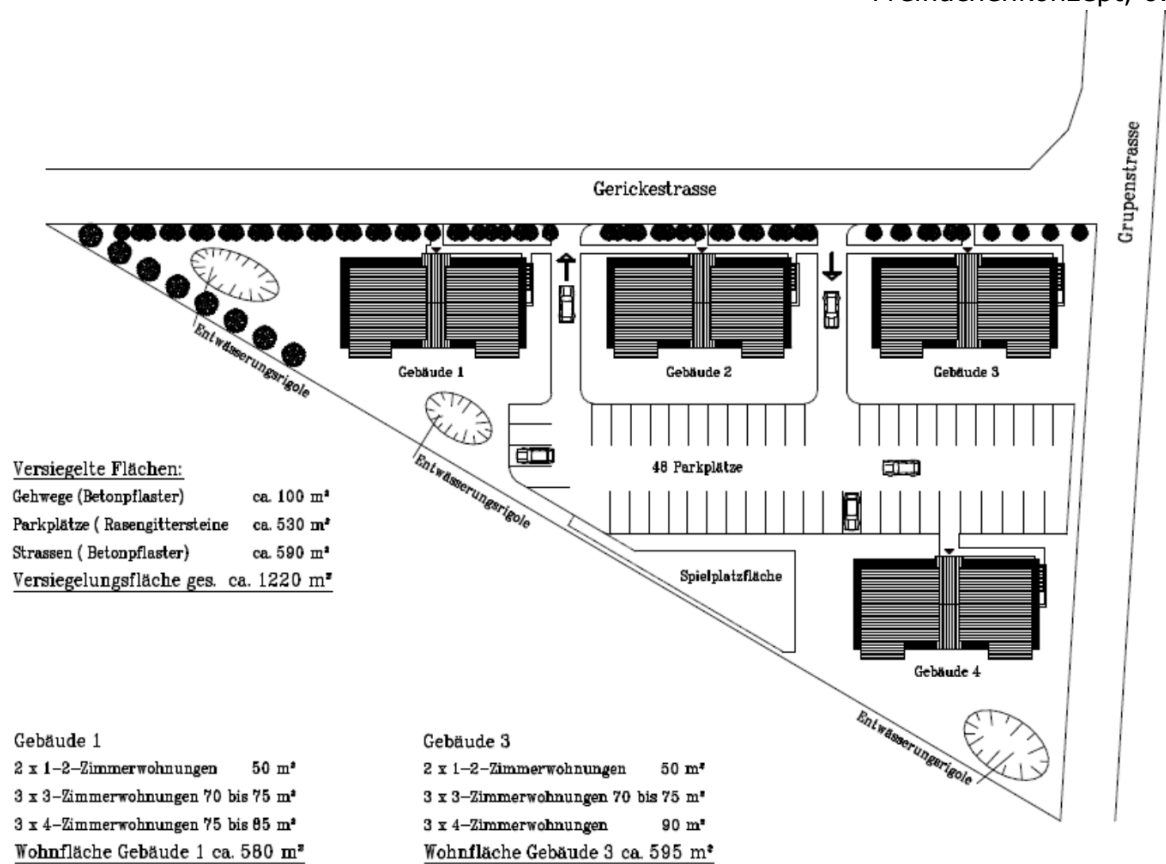 Gerickestrasse
Grupenstrasse
Entwässerungsrigole
Gebäude 1
Gebäude 2
Gebäude 3
Entwässerungsrigole
48 Parkplätze
Versiegelte Flächen:
Gehwege (Betonpflaster) ca. 100 m²
Parkplätze ( Rasengittersteine ca. 530 m²
Strassen ( Betonpflaster) ca. 590 m²
Versiegelungsfläche ges. ca. 1220 m²
Spielplatzfläche
Gebäude 4
Entwässerungsrigole
Gebäude 1
2 x 1-2-Zimmerwohnungen 50 m²
3 x 3-Zimmerwohnungen 70 bis 75 m²
3 x 4-Zimmerwohnungen 75 bis 85 m²
Wohnfläche Gebäude 1 ca. 580 m²
Gebäude 3
2 x 1-2-Zimmerwohnungen 50 m²
3 x 3-Zimmerwohnungen 70 bis 75 m²
3 x 4-Zimmerwohnungen 90 m²
Wohnfläche Gebäude 3 ca. 595 m²